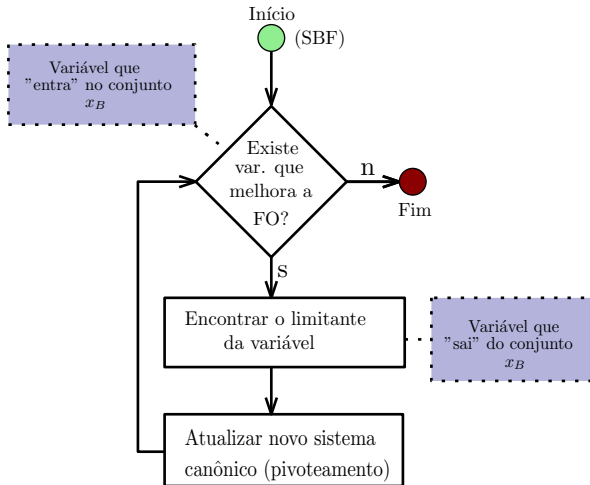 Início
(SBF)
Variável que
"entra" no conjunto
x_B
Existe
var. que
melhora a
FO?
n
Fim
s
Encontrar o limitante
da variável
Variável que
"sai" do conjunto
x_B
Atualizar novo sistema
canônico (pivoteamento)